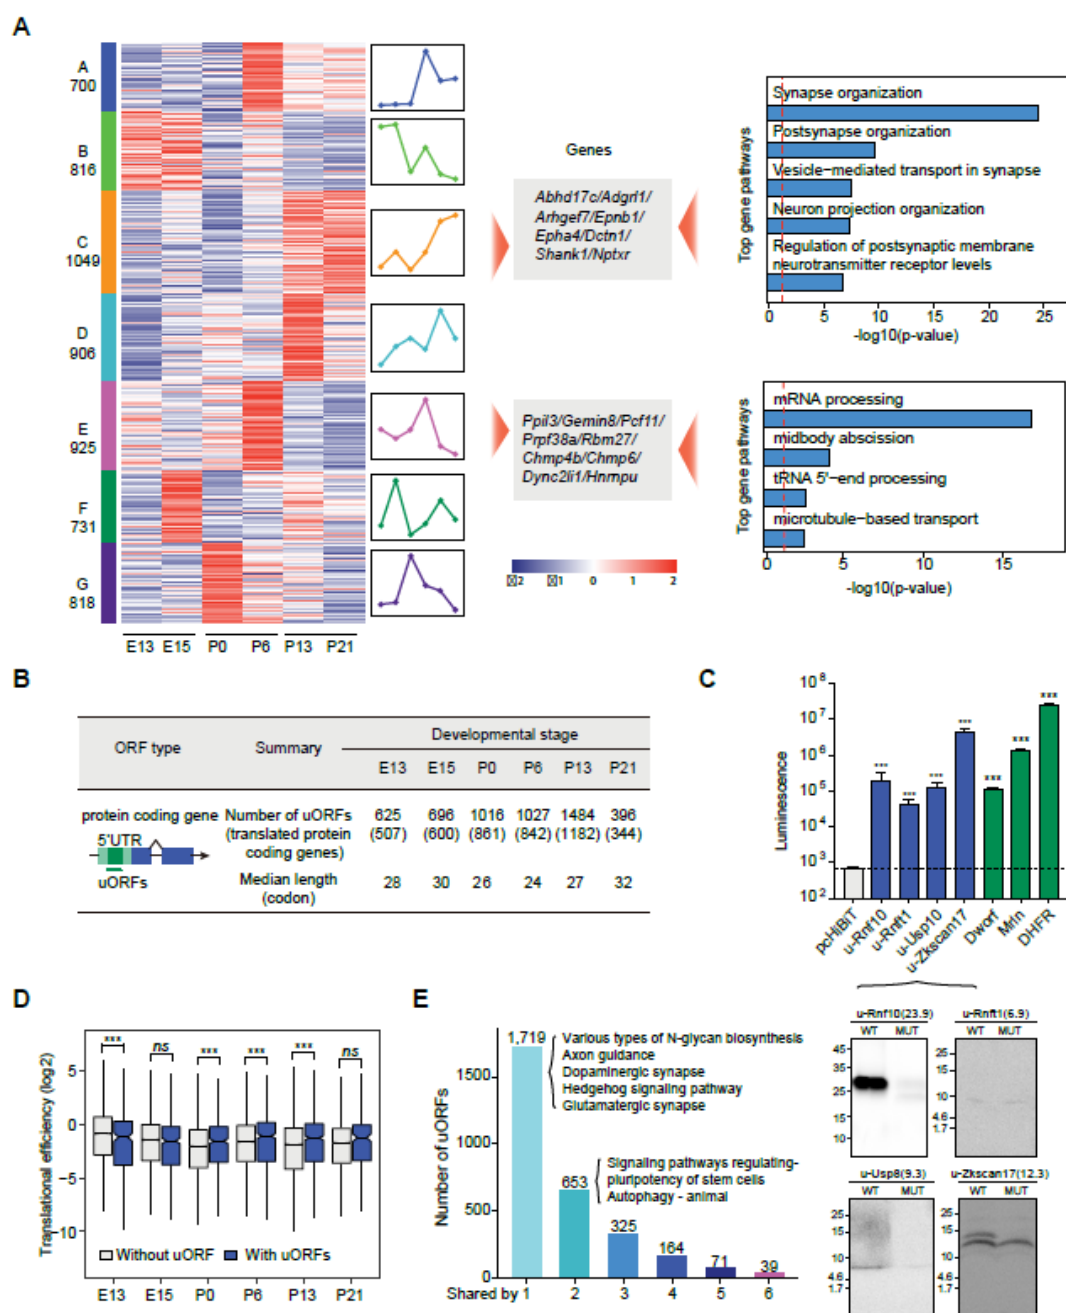 A
A
700
B
816
C
1049
D
906
E
925
F
731
G
818
E13 E15 P0 P6 P13 P21
Genes
Abhd17c/Adgrl1/
Arhgef7/Epnb1/
Epha4/Dctn1/
Shank1/Nptxr
Ppil3/Gemin8/Pcf11/
Prpf38a/Rbm27/
Chmp4b/Chmp6/
Dync2li1/Hnrnpu
2 1 0 1 2
Top gene pathways
Synapse organization
Postsynapse organization
Vesicle-mediated transport in synapse
Neuron projection organization
Regulation of postsynaptic membrane
neurotransmitter receptor levels
0 5 10 15 20 25
-log10(p-value)
Top gene pathways
mRNA processing
midbody abscission
tRNA 5'-end processing
microtubule-based transport
0 5 10 15
-log10(p-value)
B
ORF type Summary Developmental stage
E13 E15 P0 P6 P13 P21
protein coding gene Number of uORFs 625 696 1016 1027 1484 396
(translated protein (507) (600) (861) (842) (1182) (344)
coding genes)
5'UTR
uORFs
Median length 28 30 26 24 27 32
(codon)
C
Luminescence
10^8
10^7
10^6
10^5
10^4
10^3
10^2
*** *** *** *** *** *** ***
pcHiBiT u-Rnf10 u-Rnft1 u-Usp10 u-Zkscan17 Dworf Mrln DHFR
u-Rnf10(23.9) u-Rnft1(6.9)
WT MUT WT MUT
45
35
25
15
10
25
15
10
4.6
1.7
u-Usp8(9.3) u-Zkscan17(12.3)
WT MUT WT MUT
25
15
10
4.6
1.7
25
15
10
4.6
1.7
D
Translational efficiency (log2)
*** ns *** *** *** ns
5
0
-5
-10
Without uORF With uORFs
E13 E15 P0 P6 P13 P21
E
Number of uORFs
1500
1000
500
0
1,719
653
325
164
71
39
Various types of N-glycan biosynthesis
Axon guidance
Dopaminergic synapse
Hedgehog signaling pathway
Glutamatergic synapse
Signaling pathways regulating-
pluripotency of stem cells
Autophagy - animal
Shared by 1 2 3 4 5 6